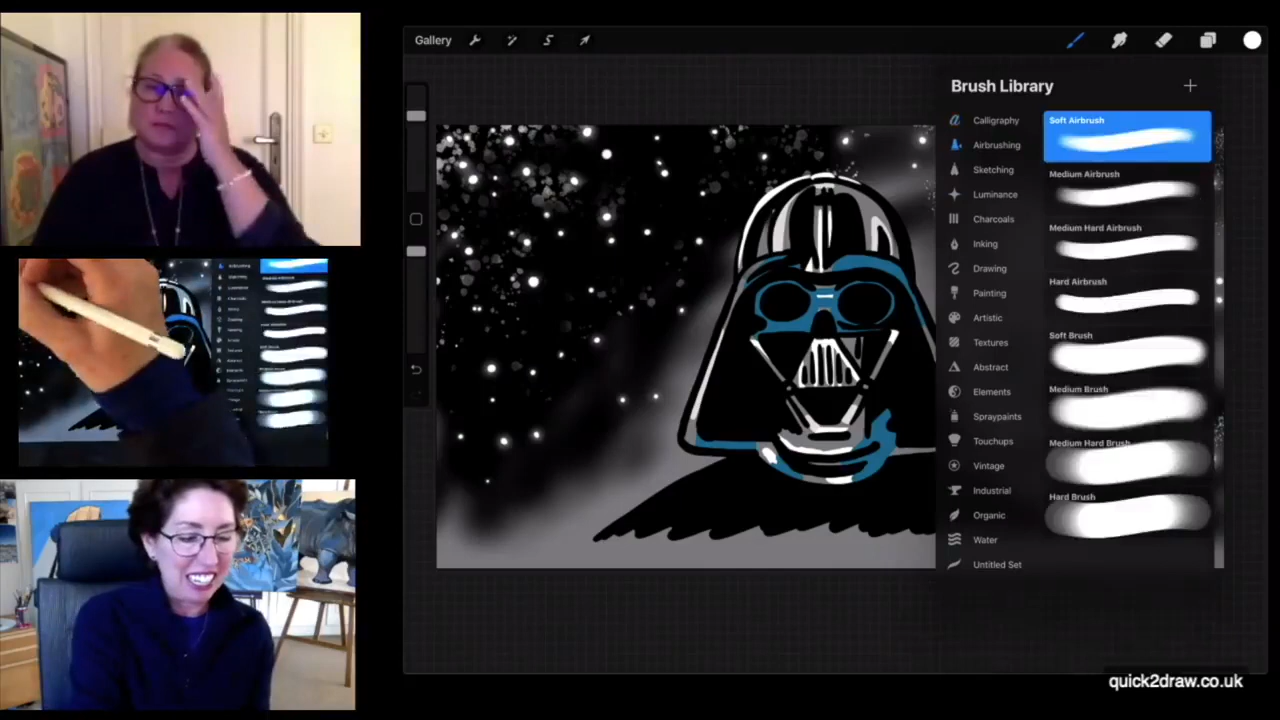 Gallery
Brush Library
Calligraphy
Airbrushing
Sketching
Luminance
Charcoals
Inking
Drawing
Painting
Artistic
Textures
Abstract
Elements
Spraypaints
Touchups
Vintage
Industrial
Organic
Water
Untitled Set
Soft Airbrush
Medium Airbrush
Medium Hard Airbrush
Hard Airbrush
Soft Brush
Medium Brush
Medium Hard Brush
Hard Brush
quick2draw.co.uk